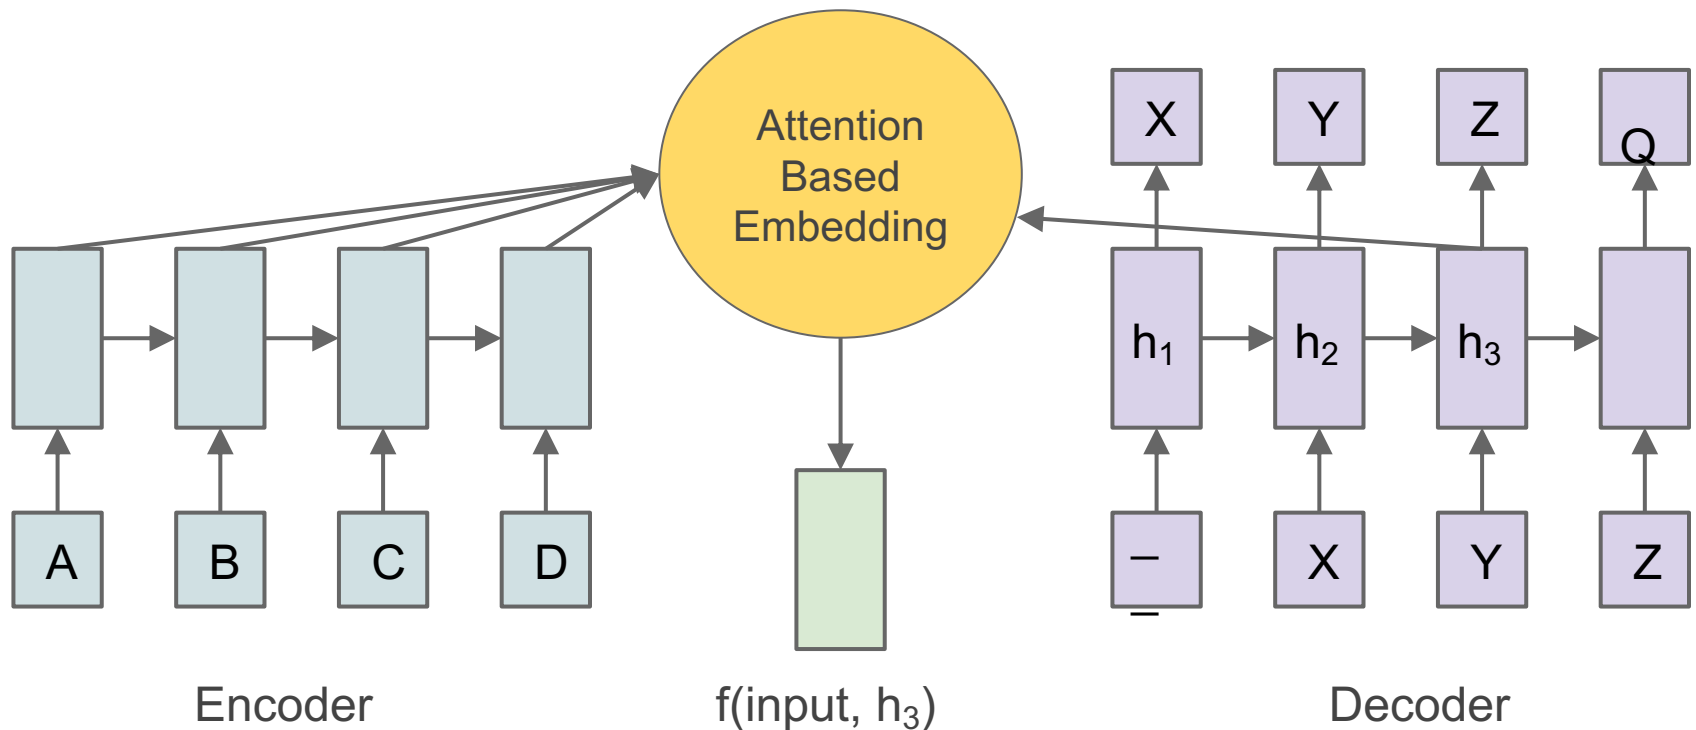 Attention
Based
Embedding
X Y Z Q
h₁ h₂ h₃
A B C D
_ X Y Z
_
Encoder f(input, h₃) Decoder